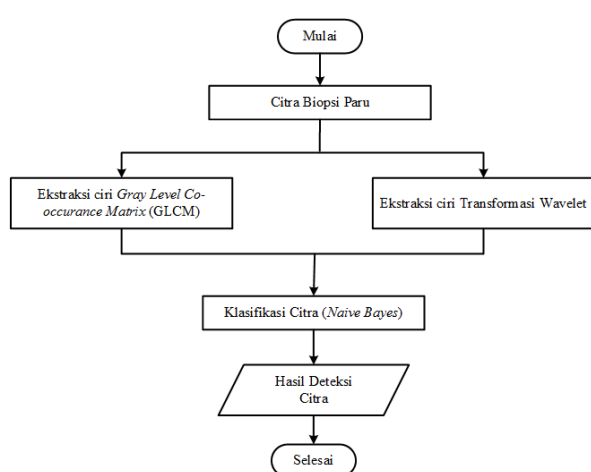 Mulai
Citra Biopsi Paru
Ekstraksi ciri Gray Level Co-
occurance Matrix (GLCM)
Ekstraksi ciri Transformasi Wavelet
Klasifikasi Citra (Naive Bayes)
Hasil Deteksi
Citra
Selesai